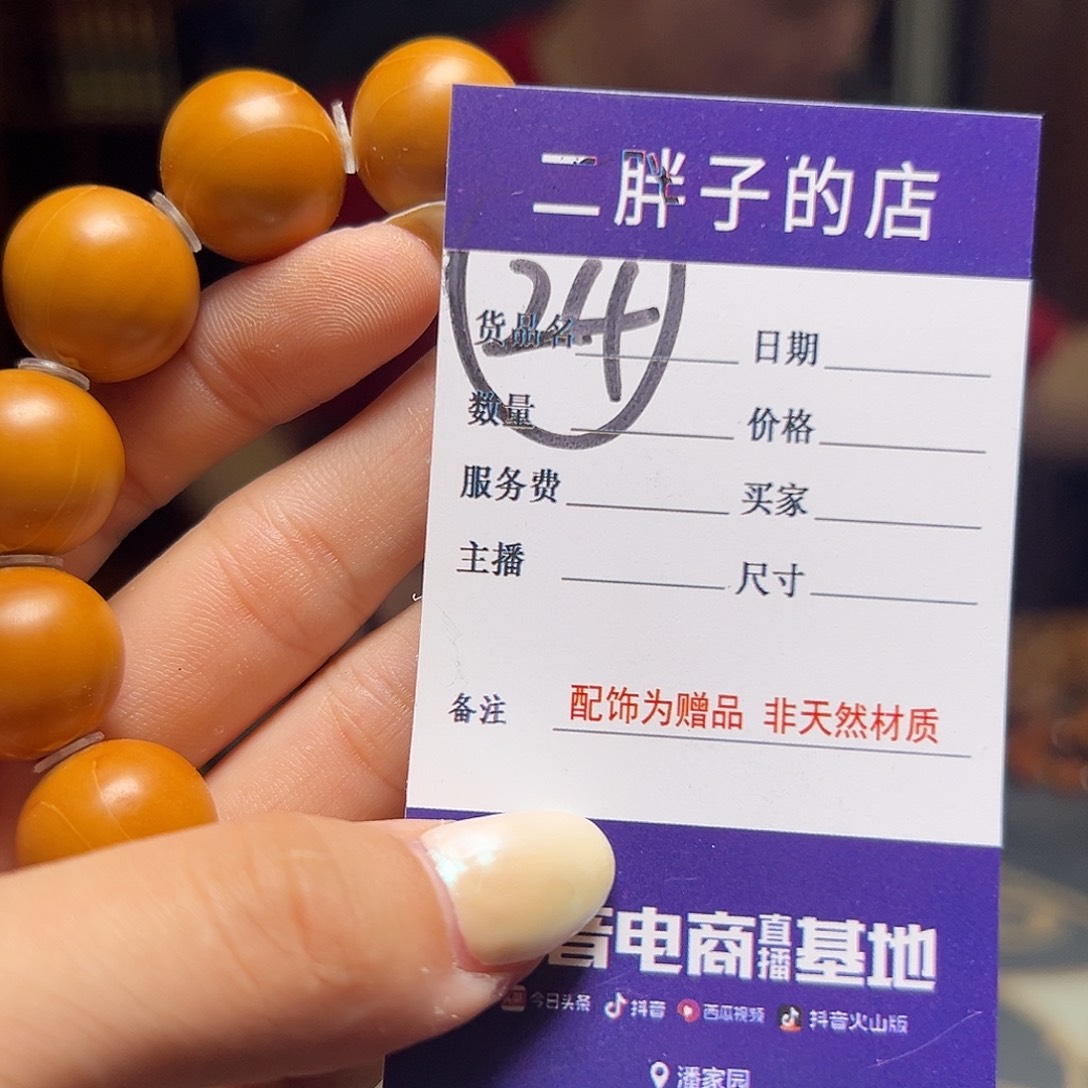 二胖子的店
24
货品名 日期
数量 价格
服务费 买家
主播 尺寸
备注 配饰为赠品 非天然材质
音电商直播基地
今日头条 抖音 西瓜视频 抖音火山版
潘家园